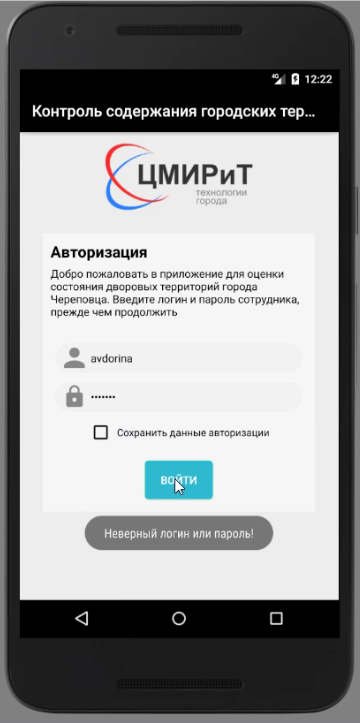 4G 12:22
Контроль содержания городских тер...
ЦМИРиТ
технологии
города
Авторизация
Добро пожаловать в приложение для оценки
состояния дворовых территорий города
Череповца. Введите логин и пароль сотрудника,
прежде чем продолжить
avdorina
•••••••
Сохранить данные авторизации
ВОЙТИ
Неверный логин или пароль!